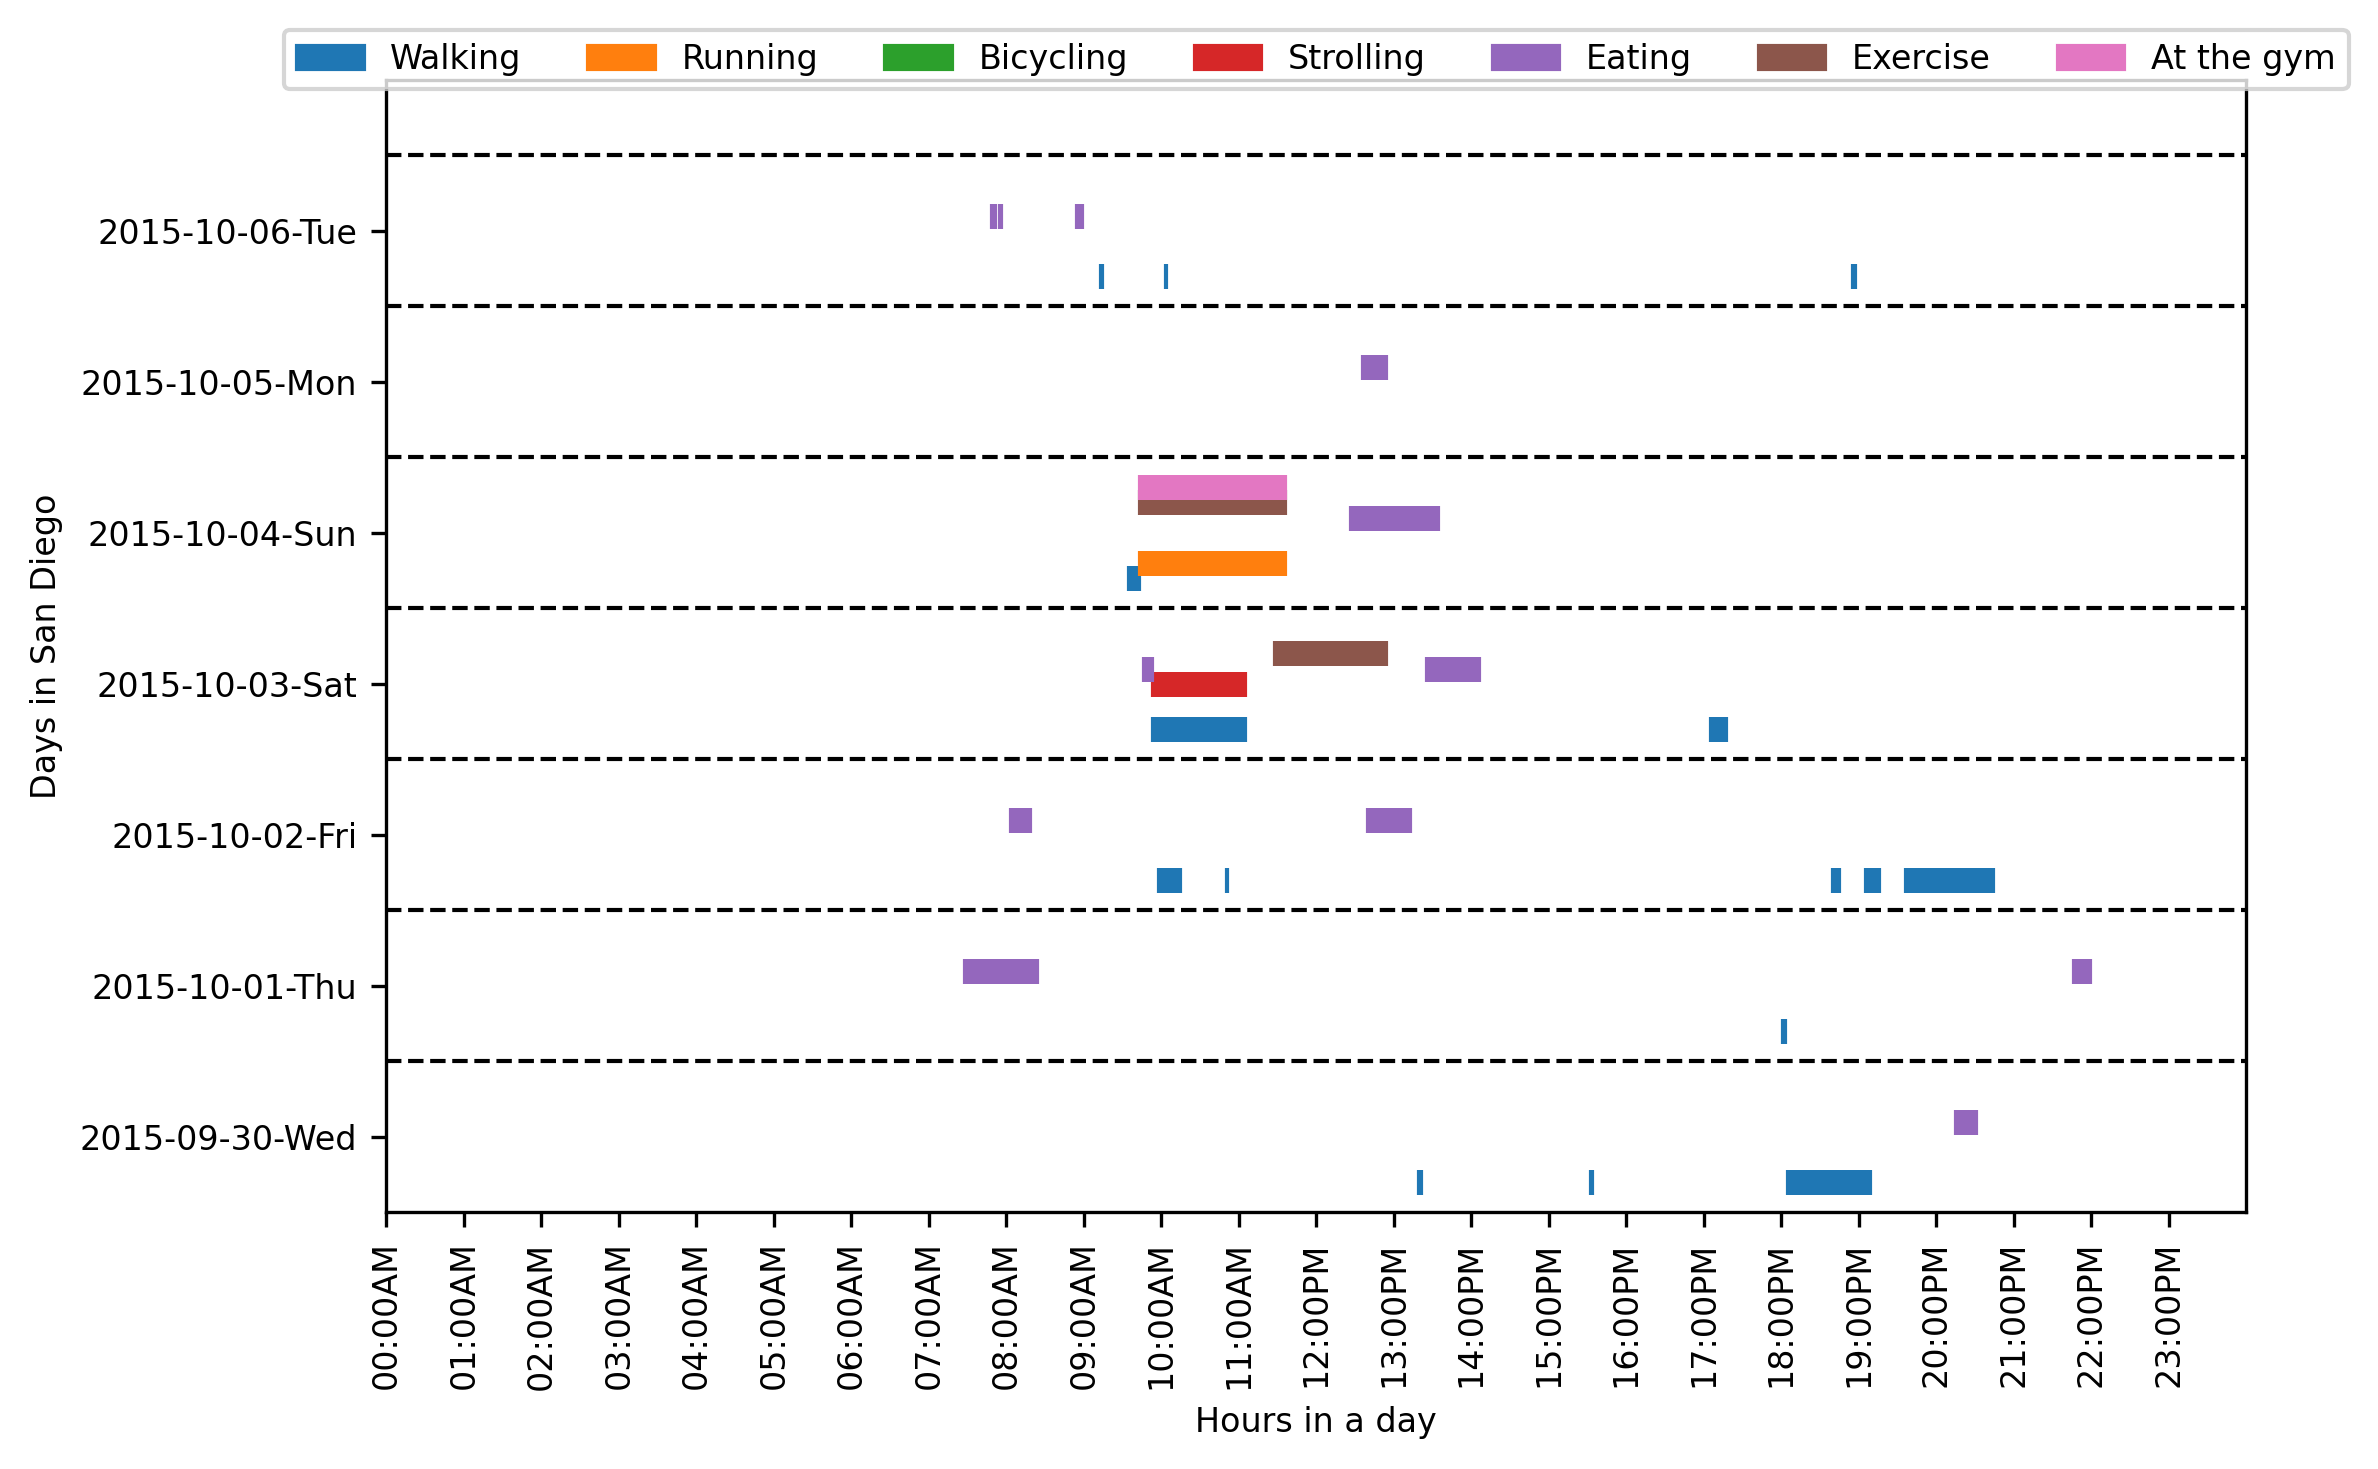 Walking Running Bicycling Strolling Eating Exercise At the gym
2015-10-06-Tue
2015-10-05-Mon
2015-10-04-Sun
2015-10-03-Sat
2015-10-02-Fri
2015-10-01-Thu
2015-09-30-Wed
Days in San Diego
00:00AM 01:00AM 02:00AM 03:00AM 04:00AM 05:00AM 06:00AM 07:00AM 08:00AM 09:00AM 10:00AM 11:00AM 12:00PM 13:00PM 14:00PM 15:00PM 16:00PM 17:00PM 18:00PM 19:00PM 20:00PM 21:00PM 22:00PM 23:00PM
Hours in a day